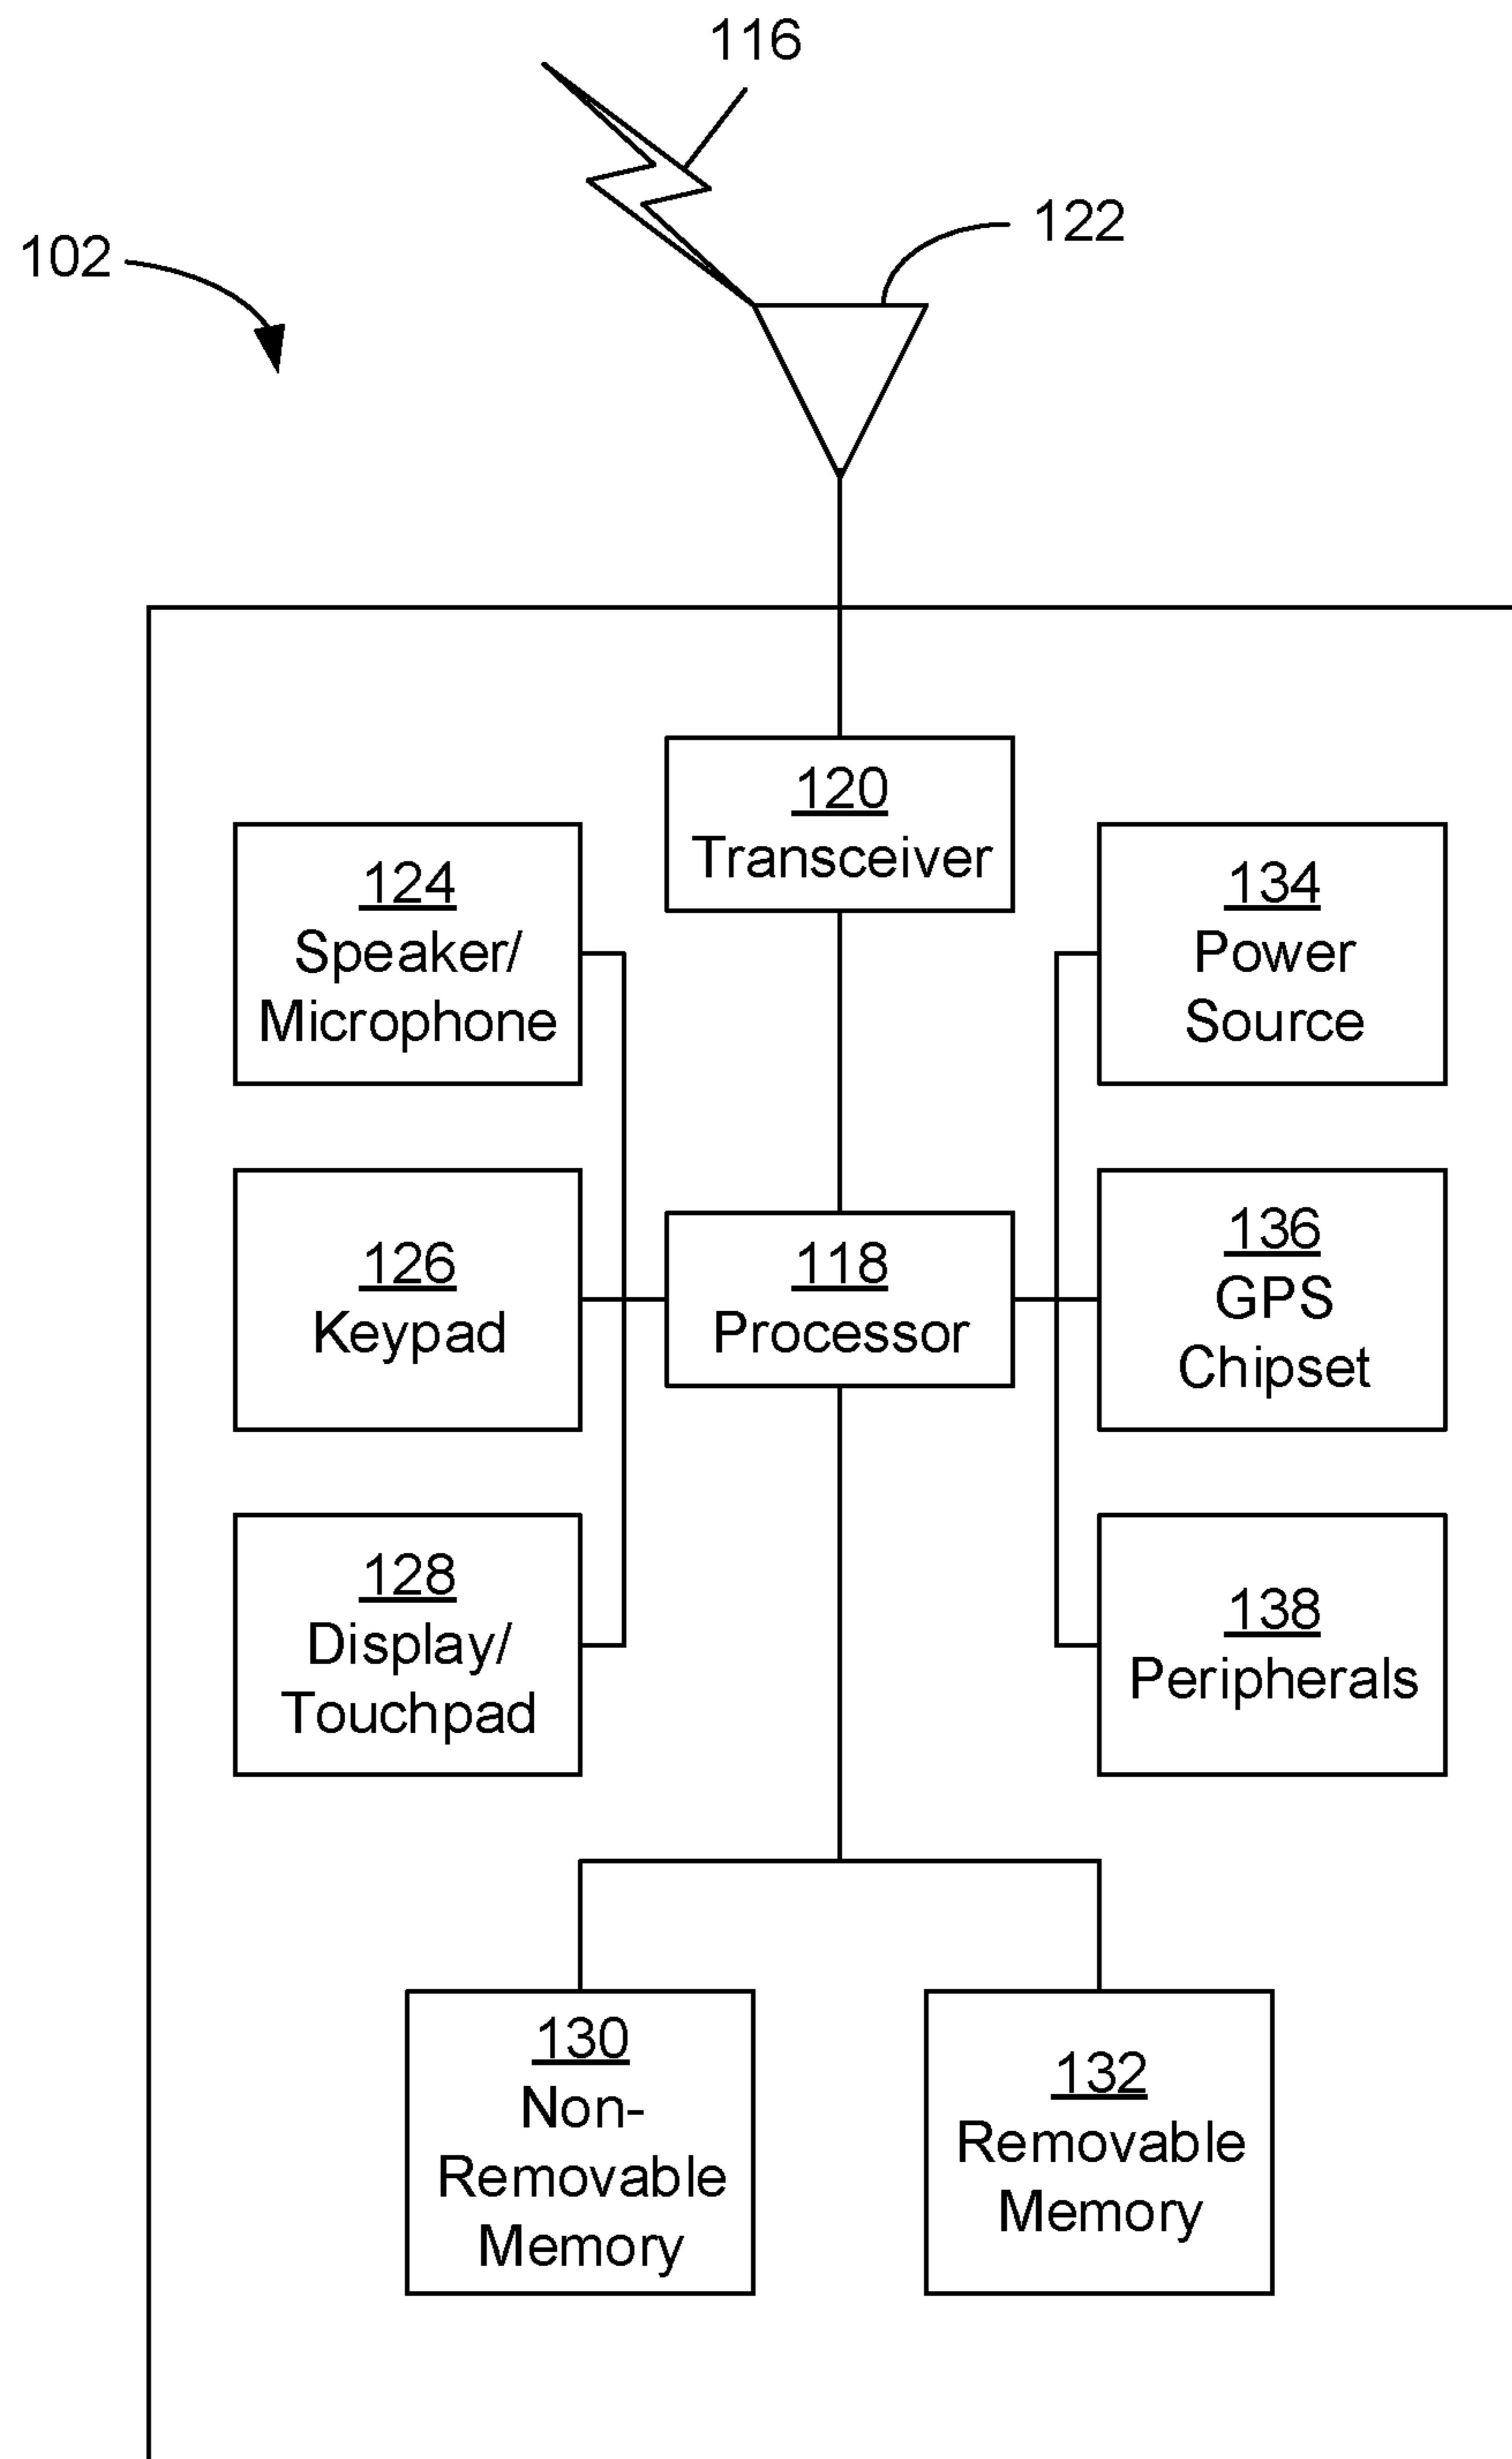 116
122
102
120
Transceiver
124
Speaker/
Microphone
134
Power
Source
126
Keypad
118
Processor
136
GPS
Chipset
128
Display/
Touchpad
138
Peripherals
130
Non-
Removable
Memory
132
Removable
Memory